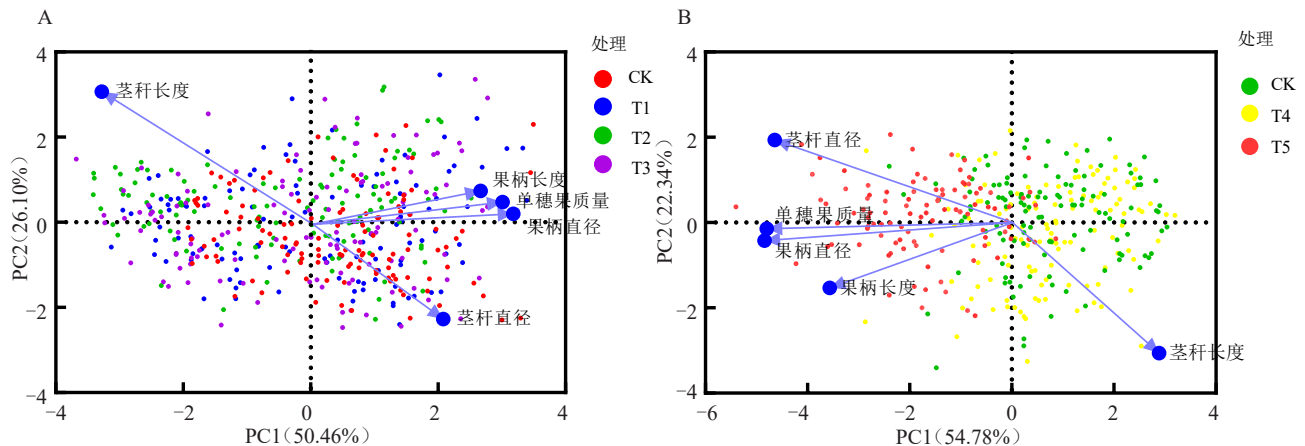 A
4
2
0
−2
−4
−4
−2
0
2
4
PC2(26.10%)
PC1(50.46%)
茎秆长度
果柄长度
单穗果质量
果柄直径
茎杆直径
处理
CK
T1
T2
T3
B
4
2
0
−2
−4
−6
−4
−2
0
2
4
PC2(22.34%)
PC1(54.78%)
茎杆直径
单穗果质量
果柄直径
果柄长度
茎秆长度
处理
CK
T4
T5